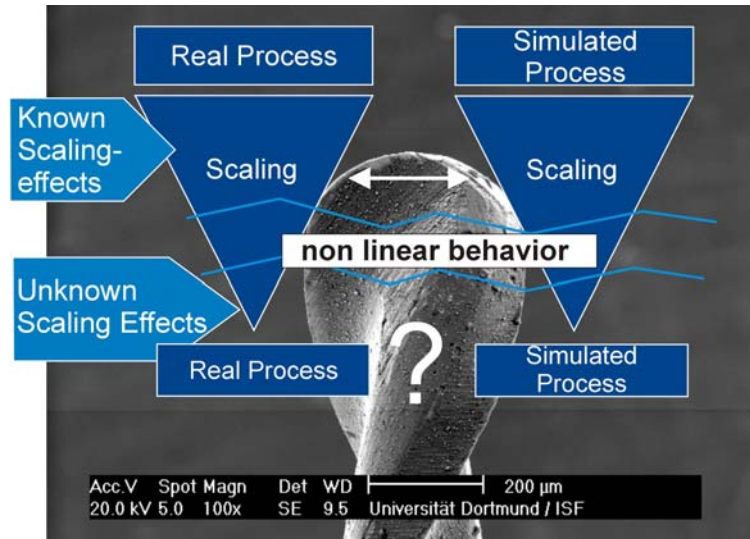 Real Process
Simulated
Process
Known
Scaling-
effects
Scaling
Scaling
non linear behavior
Unknown
Scaling Effects
?
Real Process
Simulated
Process
Acc.V Spot Magn Det WD 200 µm
20.0 kV 5.0 100x SE 9.5 Universität Dortmund / ISF